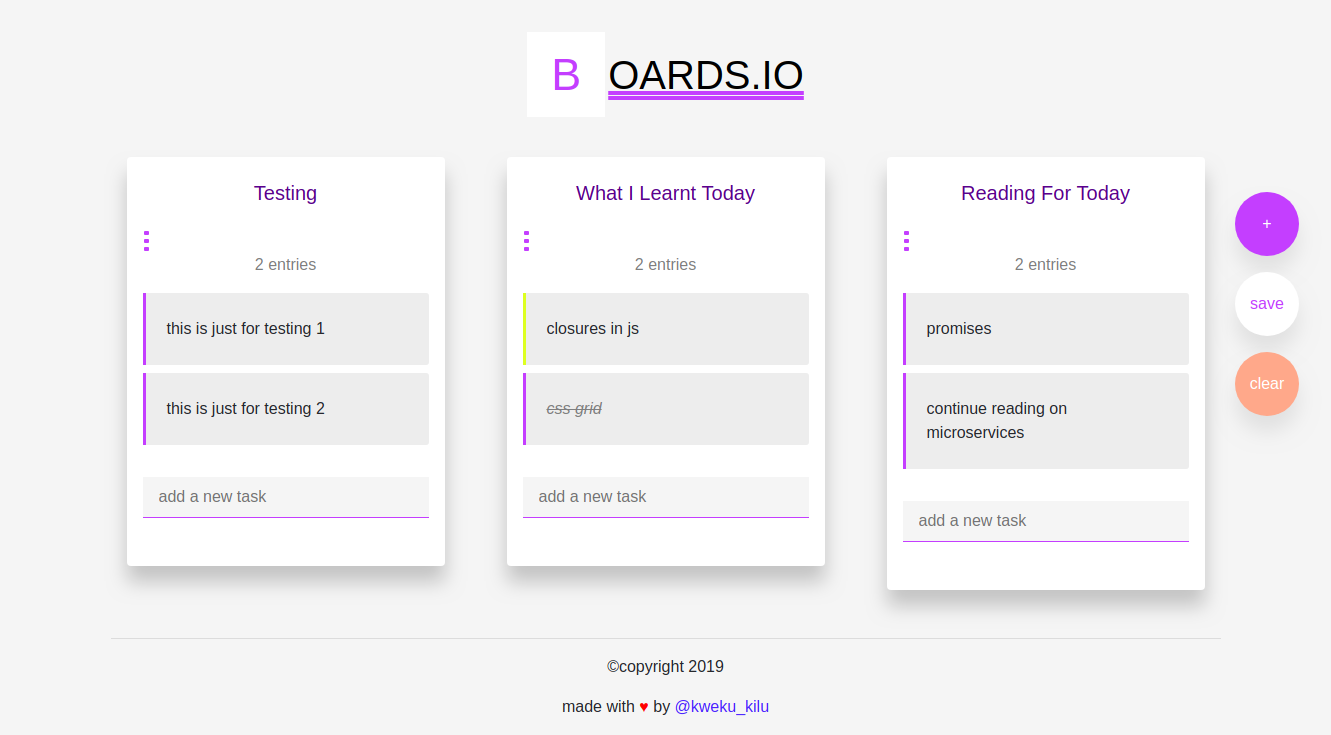 BOARDS.IO
Testing
2 entries
this is just for testing 1
this is just for testing 2
add a new task
What I Learnt Today
2 entries
closures in js
css grid
add a new task
Reading For Today
2 entries
promises
continue reading on
microservices
add a new task
+
save
clear
©copyright 2019
made with ♥ by @kweku_kilu